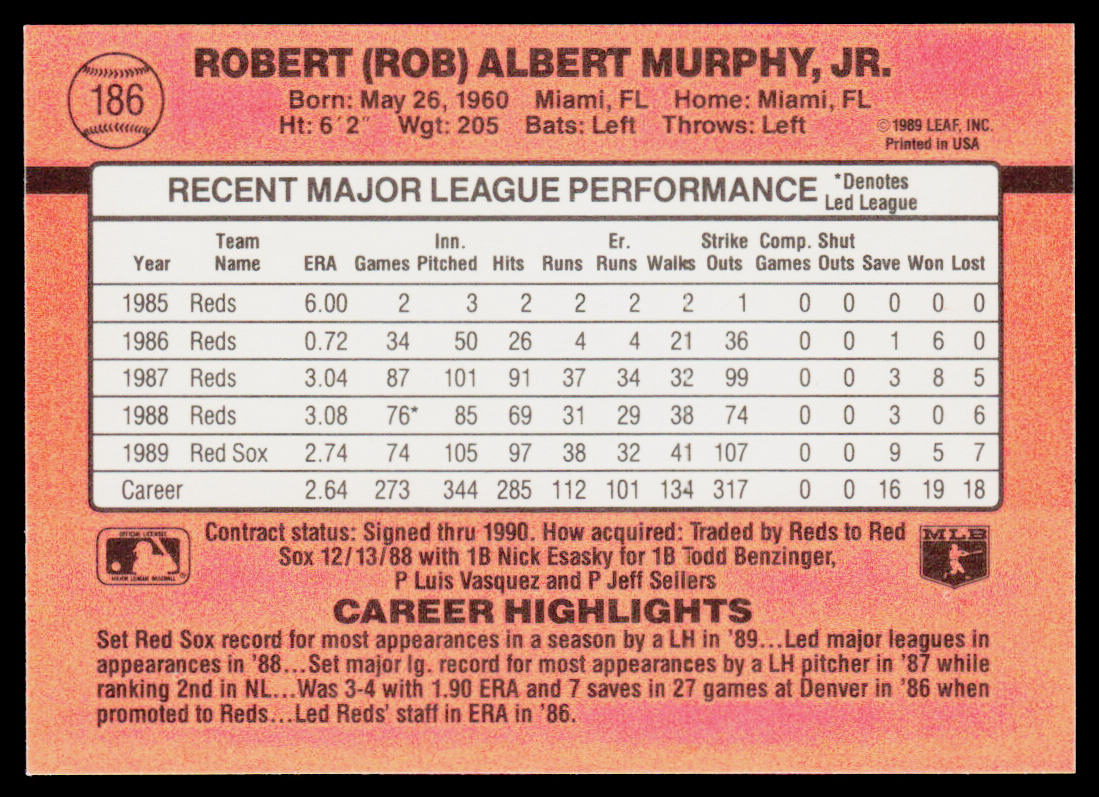 186
ROBERT (ROB) ALBERT MURPHY, JR.
Born: May 26, 1960 Miami, FL Home: Miami, FL
Ht: 6´2˝ Wgt: 205 Bats: Left Throws: Left
©1989 LEAF, INC.
Printed in USA
RECENT MAJOR LEAGUE PERFORMANCE *Denotes
Led League
Team Inn. Er. Strike Comp. Shut
Year Name ERA Games Pitched Hits Runs Runs Walks Outs Games Outs Save Won Lost
1985 Reds 6.00 2 3 2 2 2 2 1 0 0 0 0 0
1986 Reds 0.72 34 50 26 4 4 21 36 0 0 1 6 0
1987 Reds 3.04 87 101 91 37 34 32 99 0 0 3 8 5
1988 Reds 3.08 76* 85 69 31 29 38 74 0 0 3 0 6
1989 Red Sox 2.74 74 105 97 38 32 41 107 0 0 9 5 7
Career 2.64 273 344 285 112 101 134 317 0 0 16 19 18
OFFICIAL LICENSEE
MAJOR LEAGUE BASEBALL
Contract status: Signed thru 1990. How acquired: Traded by Reds to Red
Sox 12/13/88 with 1B Nick Esasky for 1B Todd Benzinger,
P Luis Vasquez and P Jeff Sellers
MLB
CAREER HIGHLIGHTS
Set Red Sox record for most appearances in a season by a LH in '89...Led major leagues in
appearances in '88...Set major lg. record for most appearances by a LH pitcher in '87 while
ranking 2nd in NL...Was 3-4 with 1.90 ERA and 7 saves in 27 games at Denver in '86 when
promoted to Reds...Led Reds' staff in ERA in '86.